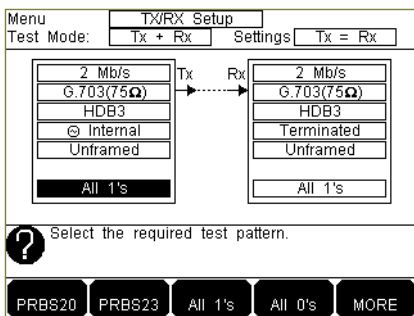 Menu TX/RX Setup
Test Mode: Tx + Rx Settings Tx = Rx
2 Mb/s Tx Rx 2 Mb/s
G.703(75Ω) G.703(75Ω)
HDB3 HDB3
Internal Terminated
Unframed Unframed
All 1's All 1's
? Select the required test pattern.
PRBS20 PRBS23 All 1's All 0's MORE